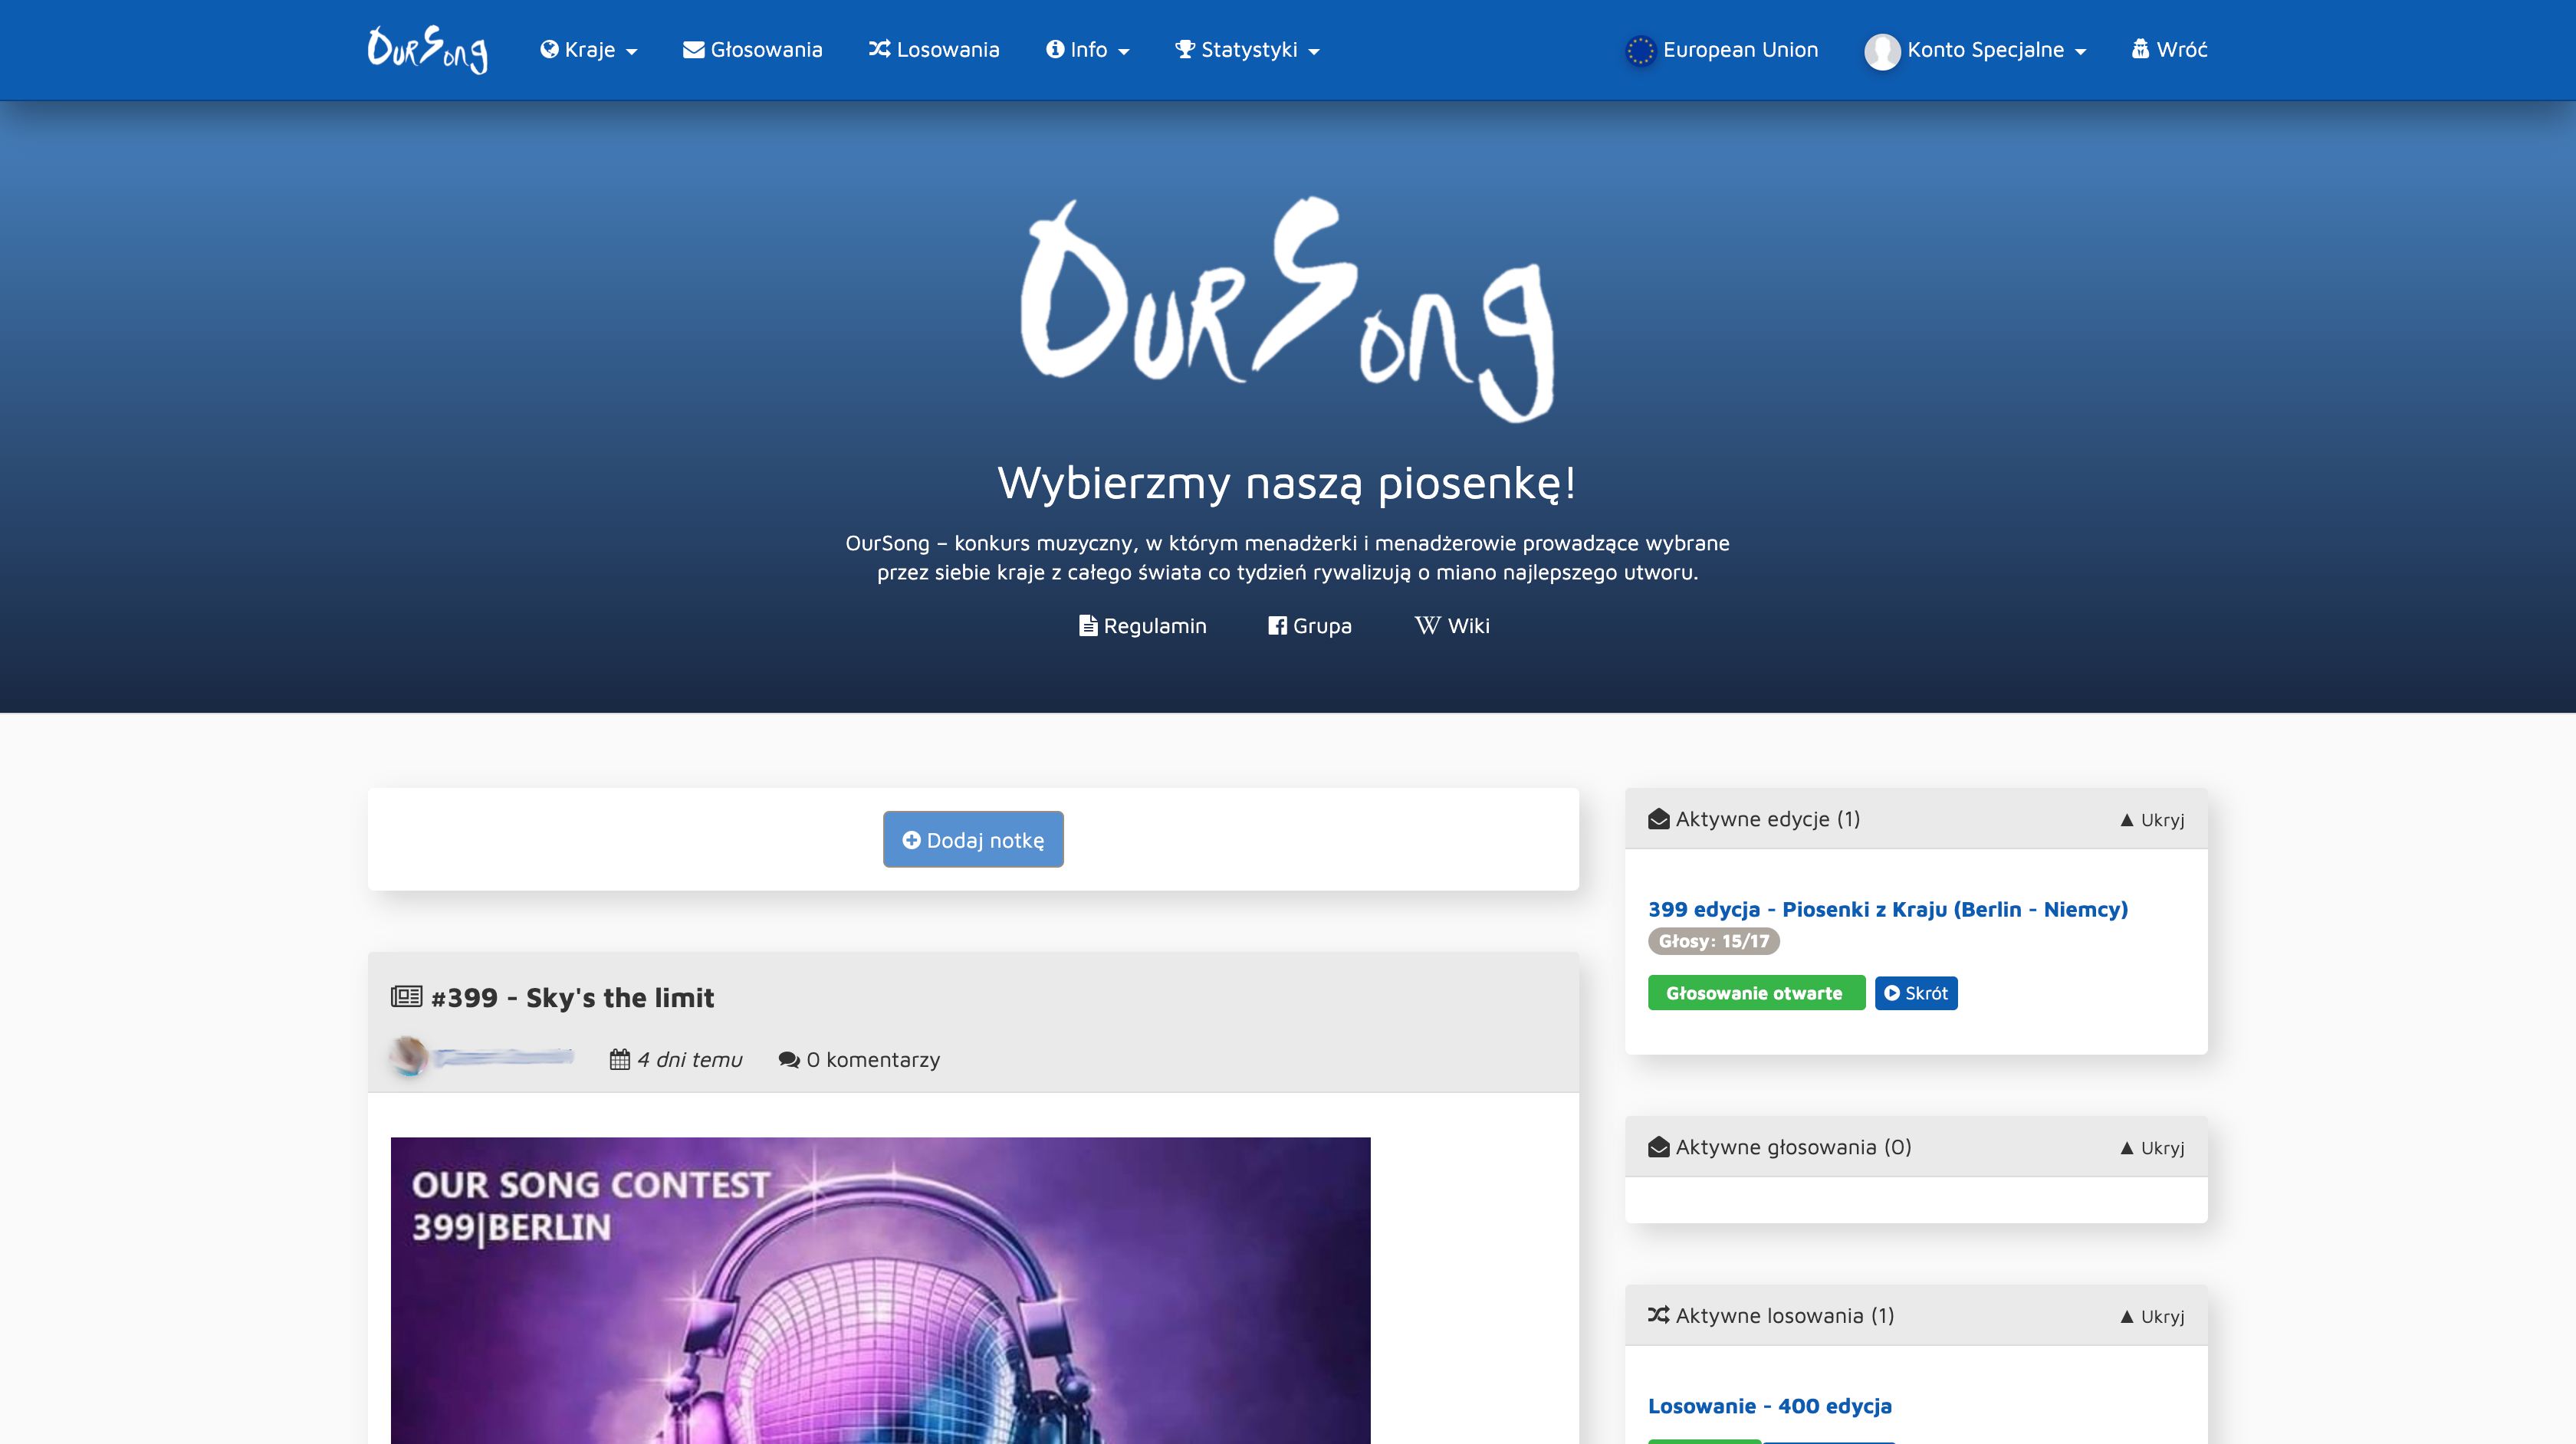 OurSong
Kraje
Głosowania
Losowania
Info
Statystyki
European Union
Konto Specjalne
Wróć
OurSong
Wybierzmy naszą piosenkę!
OurSong – konkurs muzyczny, w którym menadżerki i menadżerowie prowadzące wybrane
przez siebie kraje z całego świata co tydzień rywalizują o miano najlepszego utworu.
Regulamin
Grupa
Wiki
Dodaj notkę
#399 - Sky's the limit
4 dni temu
0 komentarzy
OUR SONG CONTEST
399|BERLIN
Aktywne edycje (1)
▲ Ukryj
399 edycja - Piosenki z Kraju (Berlin - Niemcy)
Głosy: 15/17
Głosowanie otwarte
Skrót
Aktywne głosowania (0)
▲ Ukryj
Aktywne losowania (1)
▲ Ukryj
Losowanie - 400 edycja